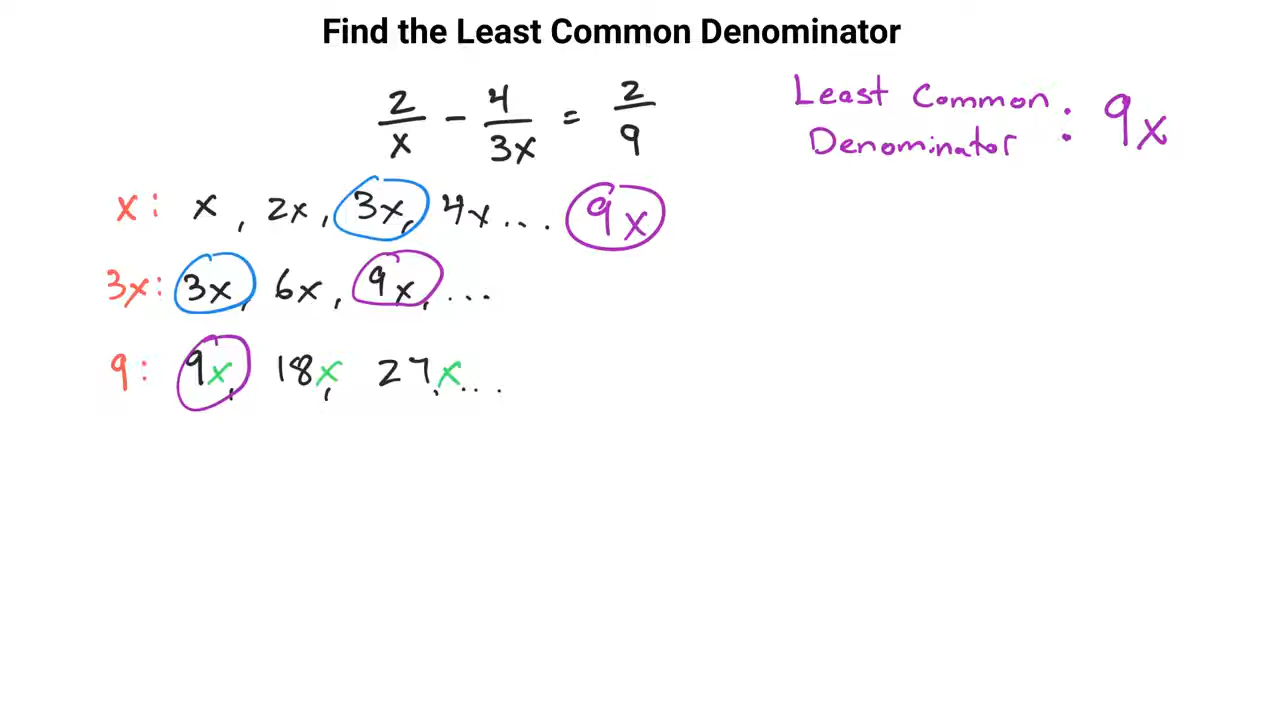 Find the Least Common Denominator
2/x - 4/3x = 2/9
Least Common
Denominator : 9x
x: x, 2x, 3x, 4x... 9x
3x: 3x, 6x, 9x, ...
9: 9x, 18x, 27x, ...